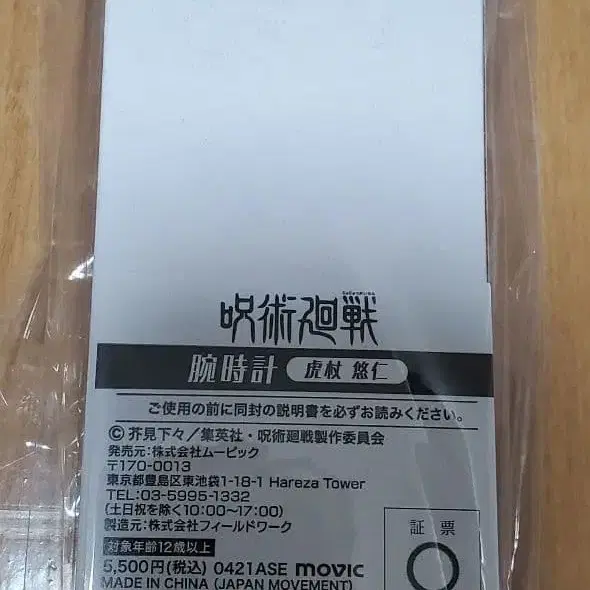 呪術廻戦
腕時計 虎杖 悠仁
ご使用の前に同封の説明書を必ずお読みください。
©芥見下々／集英社・呪術廻戦製作委員会
発売元：株式会社ムービック
〒170-0013
東京都豊島区東池袋1-18-1 Hareza Tower
TEL:03-5995-1332
(土日祝を除く10:00～17:00)
製造元：株式会社フィールドワーク
対象年齢12歳以上
証票
5,500円(税込) 0421ASE movic
MADE IN CHINA (JAPAN MOVEMENT)